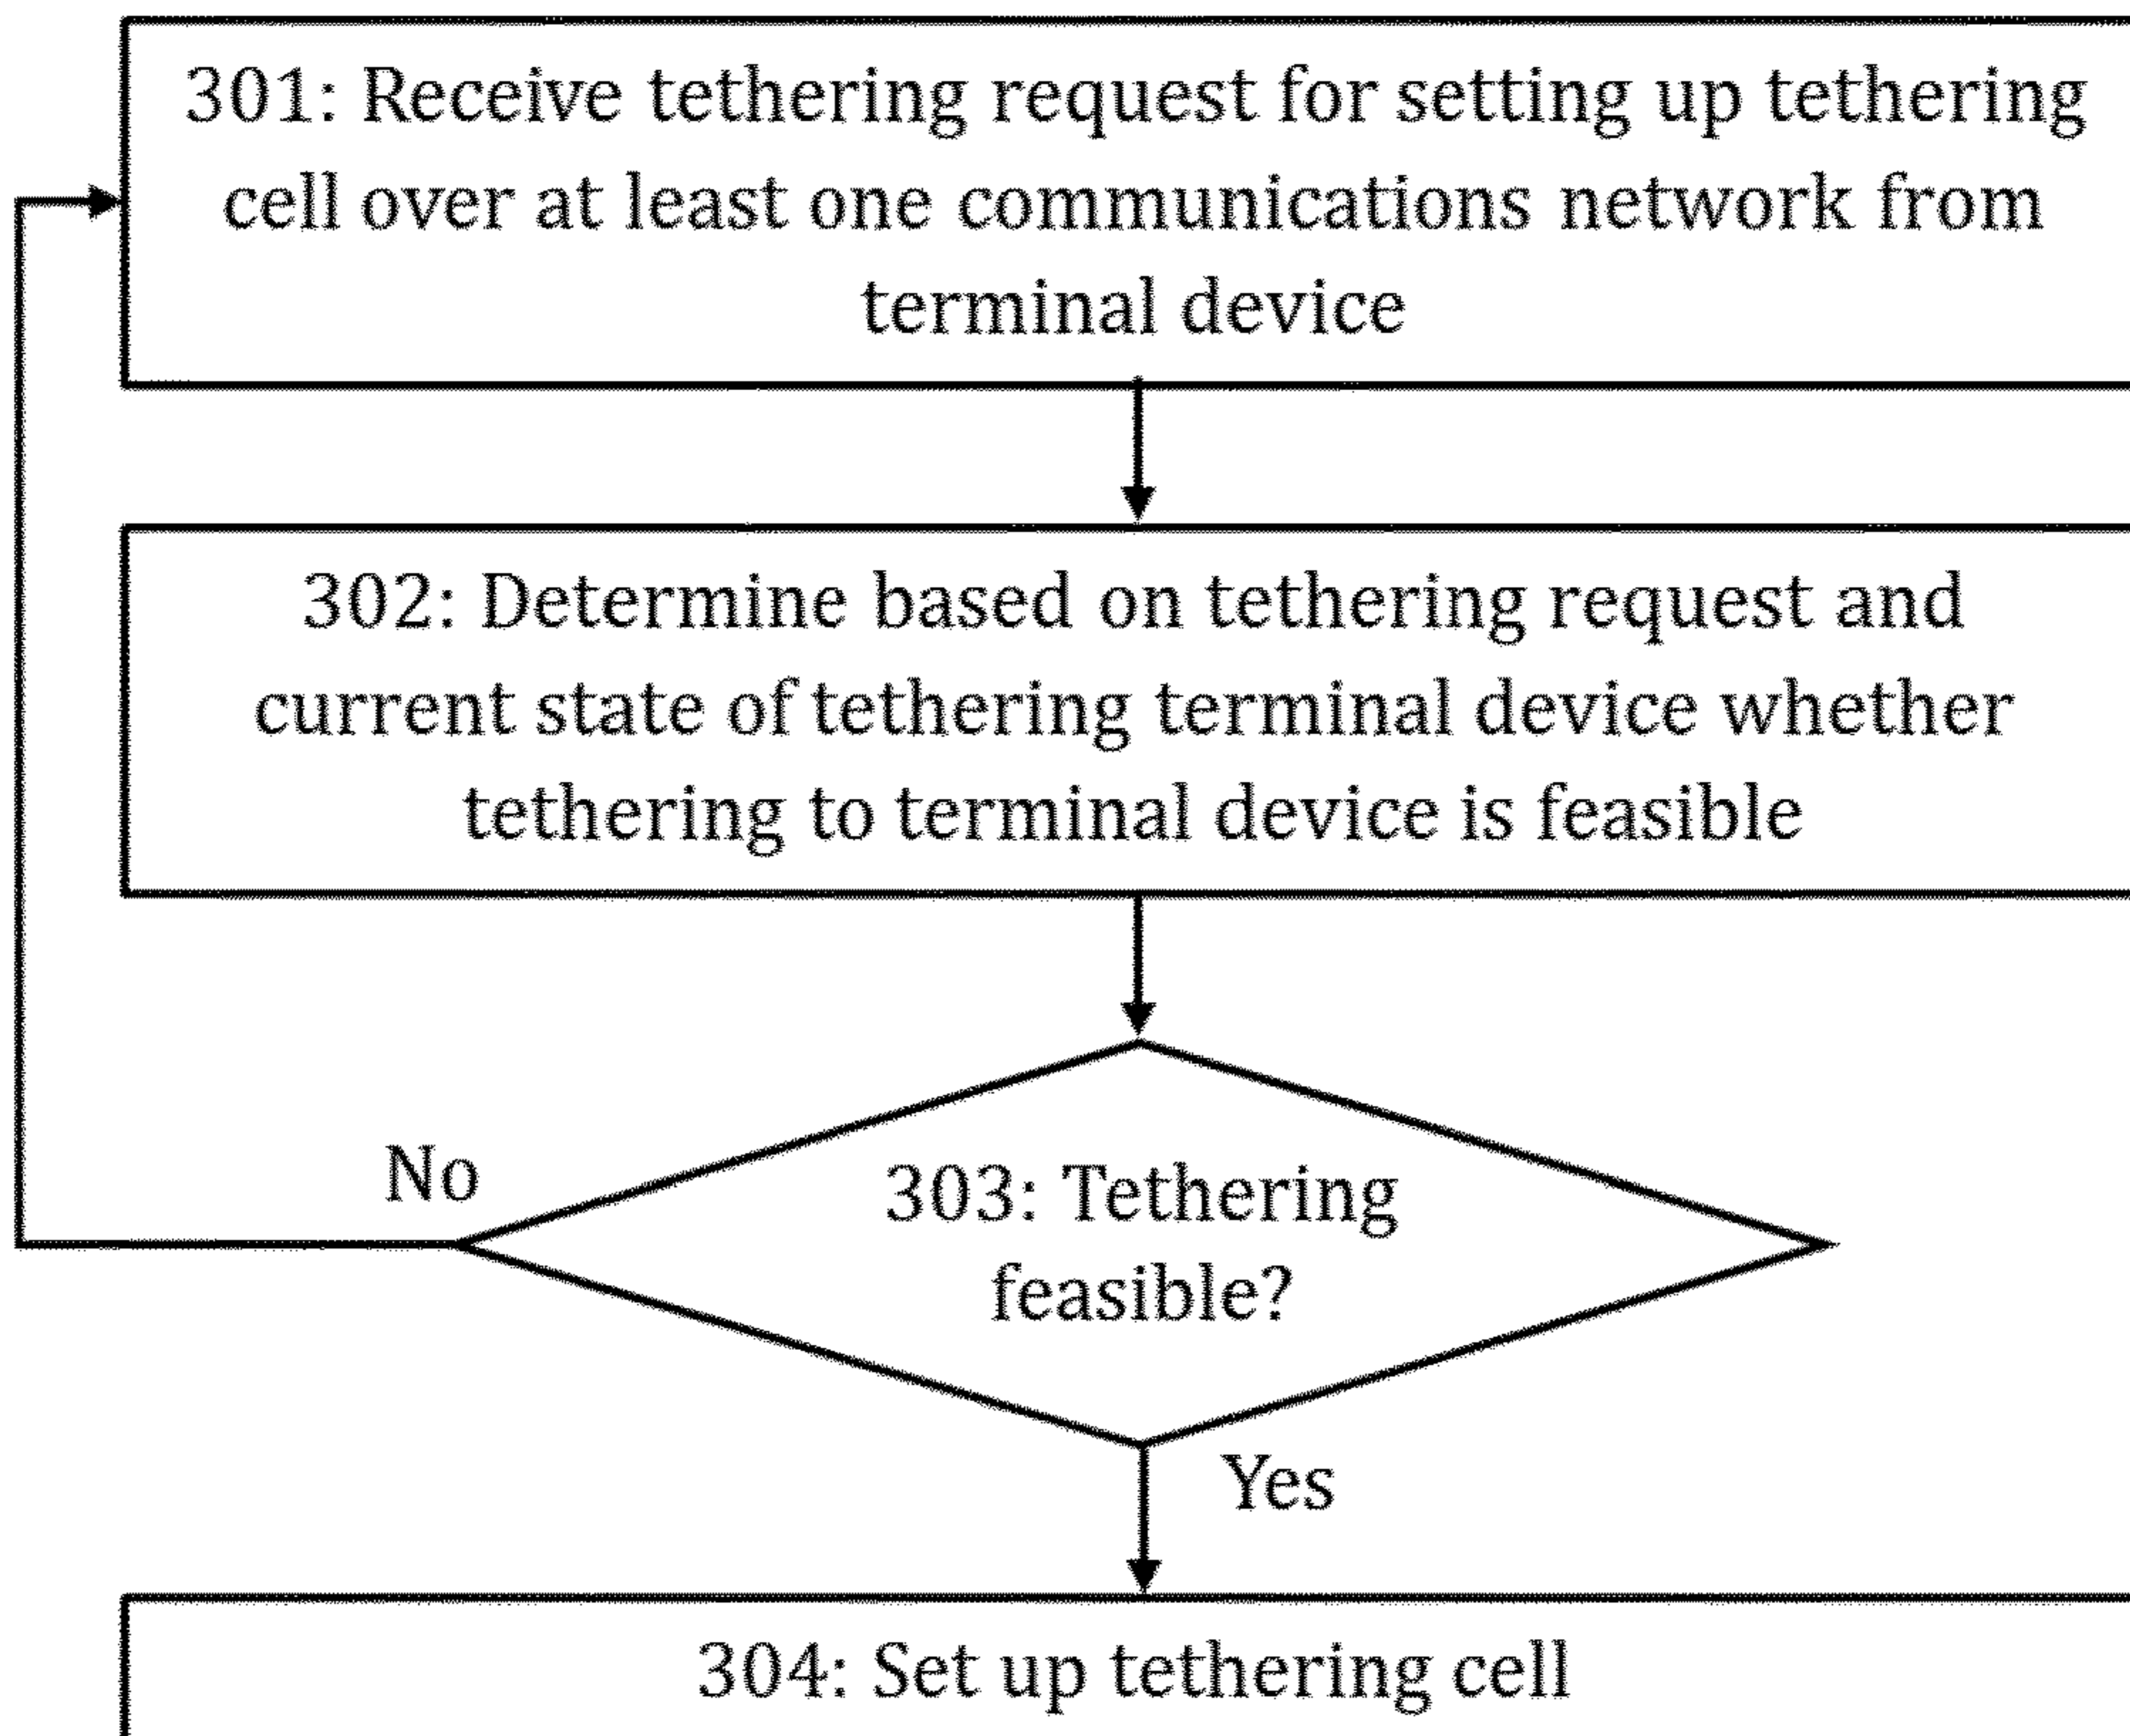 301: Receive tethering request for setting up tethering
cell over at least one communications network from
terminal device
302: Determine based on tethering request and
current state of tethering terminal device whether
tethering to terminal device is feasible
No
303: Tethering
feasible?
Yes
304: Set up tethering cell